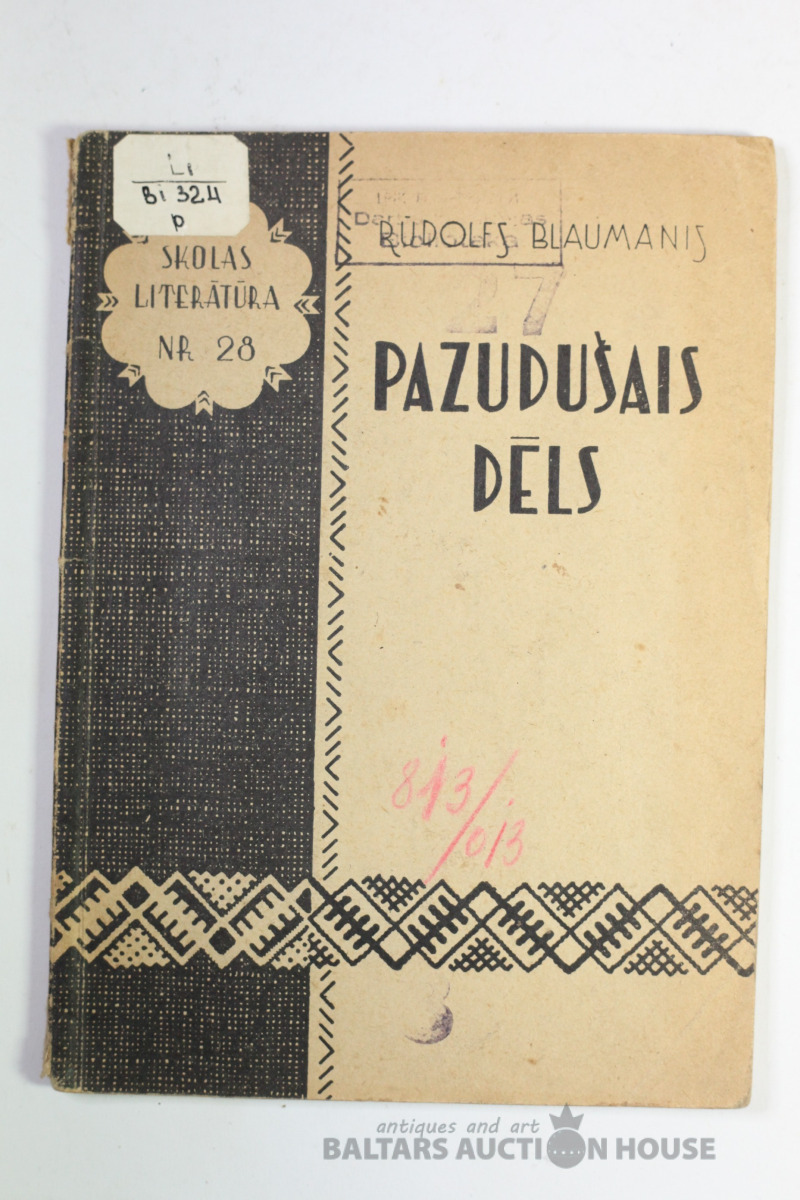 L1
Bi 324
p
SKOLAS
LITERĀTŪRA
NR 28
RŪDOLFS BLAUMANIS
27
PAZUDUŠAIS
DĒLS
813/
/013
antiques and art
BALTARS AUCTION HOUSE